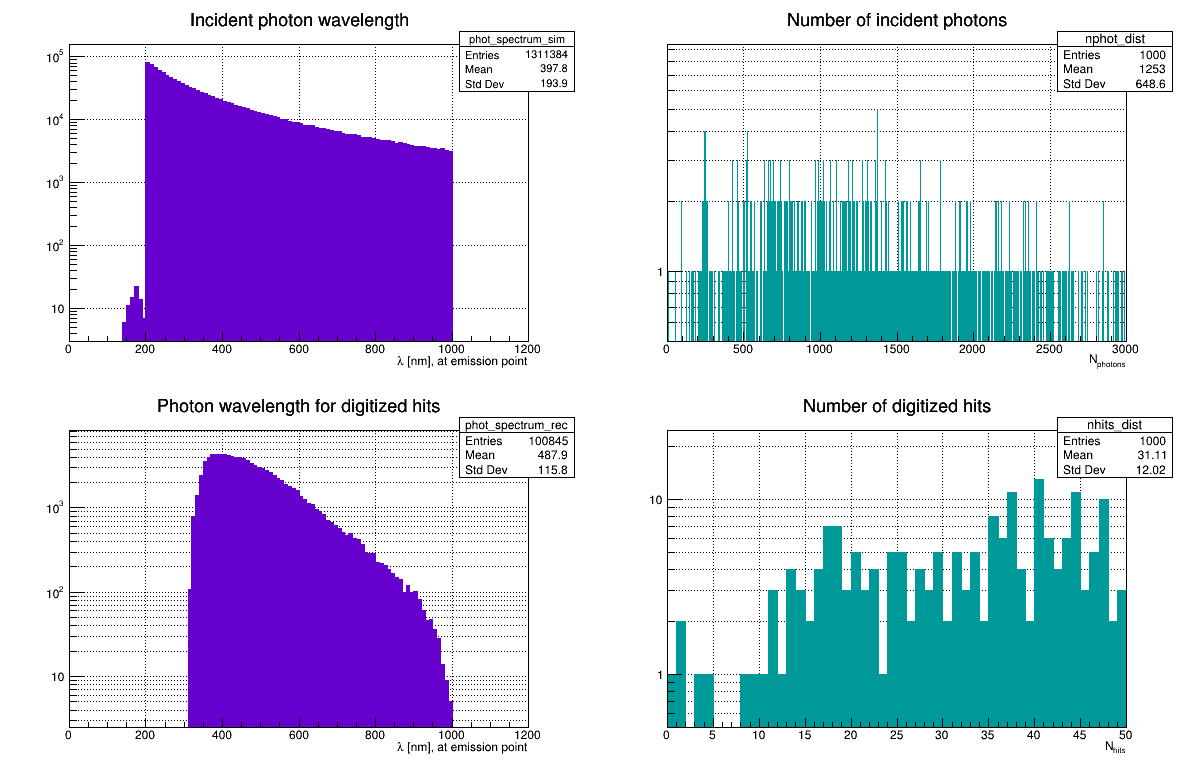 Incident photon wavelength
phot_spectrum_sim
Entries 1311384
Mean 397.8
Std Dev 193.9
10^5
10^4
10^3
10^2
10
0 200 400 600 800 1000 1200
λ [nm], at emission point
Number of incident photons
nphot_dist
Entries 1000
Mean 1253
Std Dev 648.6
1
0 500 1000 1500 2000 2500 3000
N_photons
Photon wavelength for digitized hits
phot_spectrum_rec
Entries 100845
Mean 487.9
Std Dev 115.8
10^3
10^2
10
0 200 400 600 800 1000 1200
λ [nm], at emission point
Number of digitized hits
nhits_dist
Entries 1000
Mean 31.11
Std Dev 12.02
10
1
0 5 10 15 20 25 30 35 40 45 50
N_hits